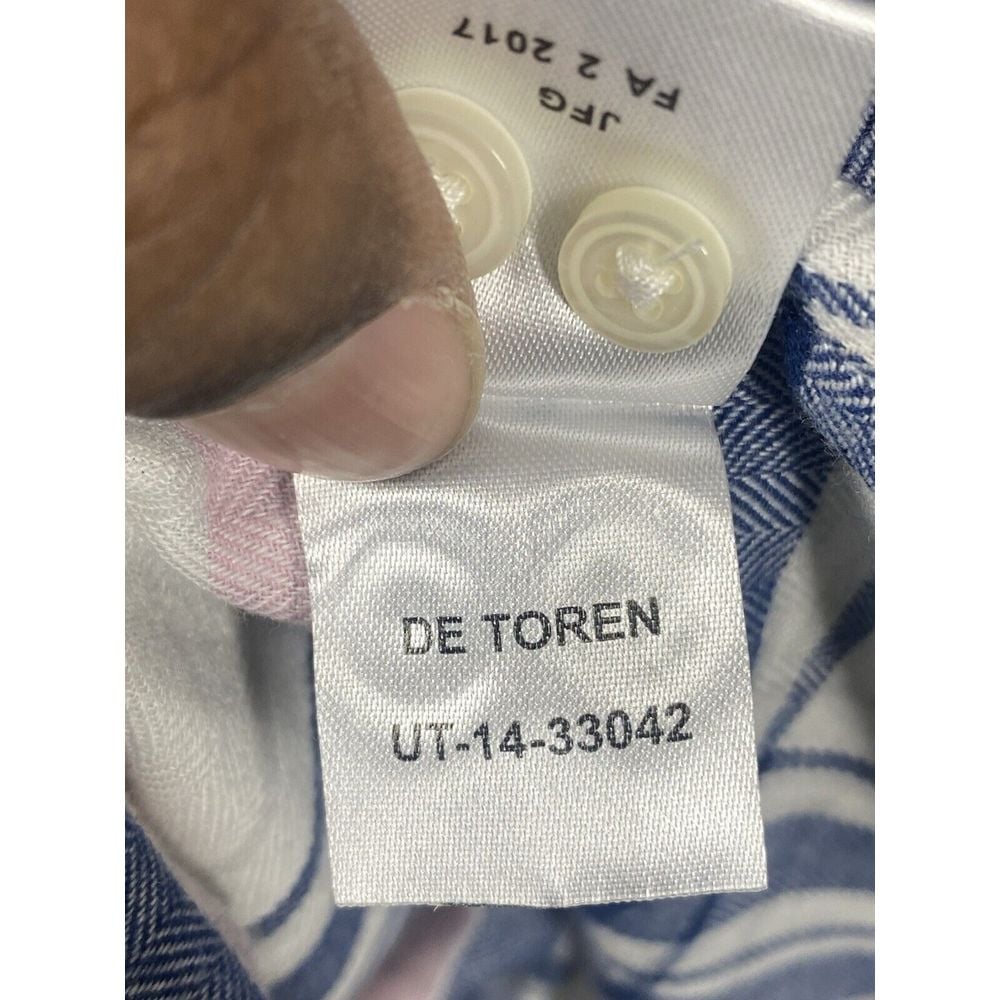 JFG
FA 2 2017
DE TOREN
UT-14-33042